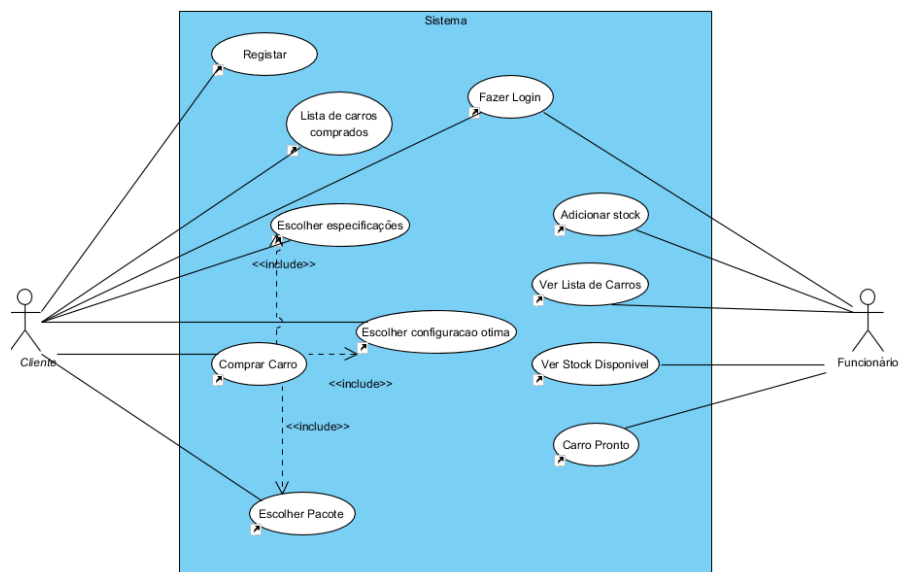 Sistema
Registar
Fazer Login
Lista de carros
comprados
Escolher especificações
Adicionar stock
<<include>>
Ver Lista de Carros
Escolher configuracao otima
Cliente
Comprar Carro
Ver Stock Disponivel
Funcionário
<<include>>
<<include>>
Carro Pronto
Escolher Pacote